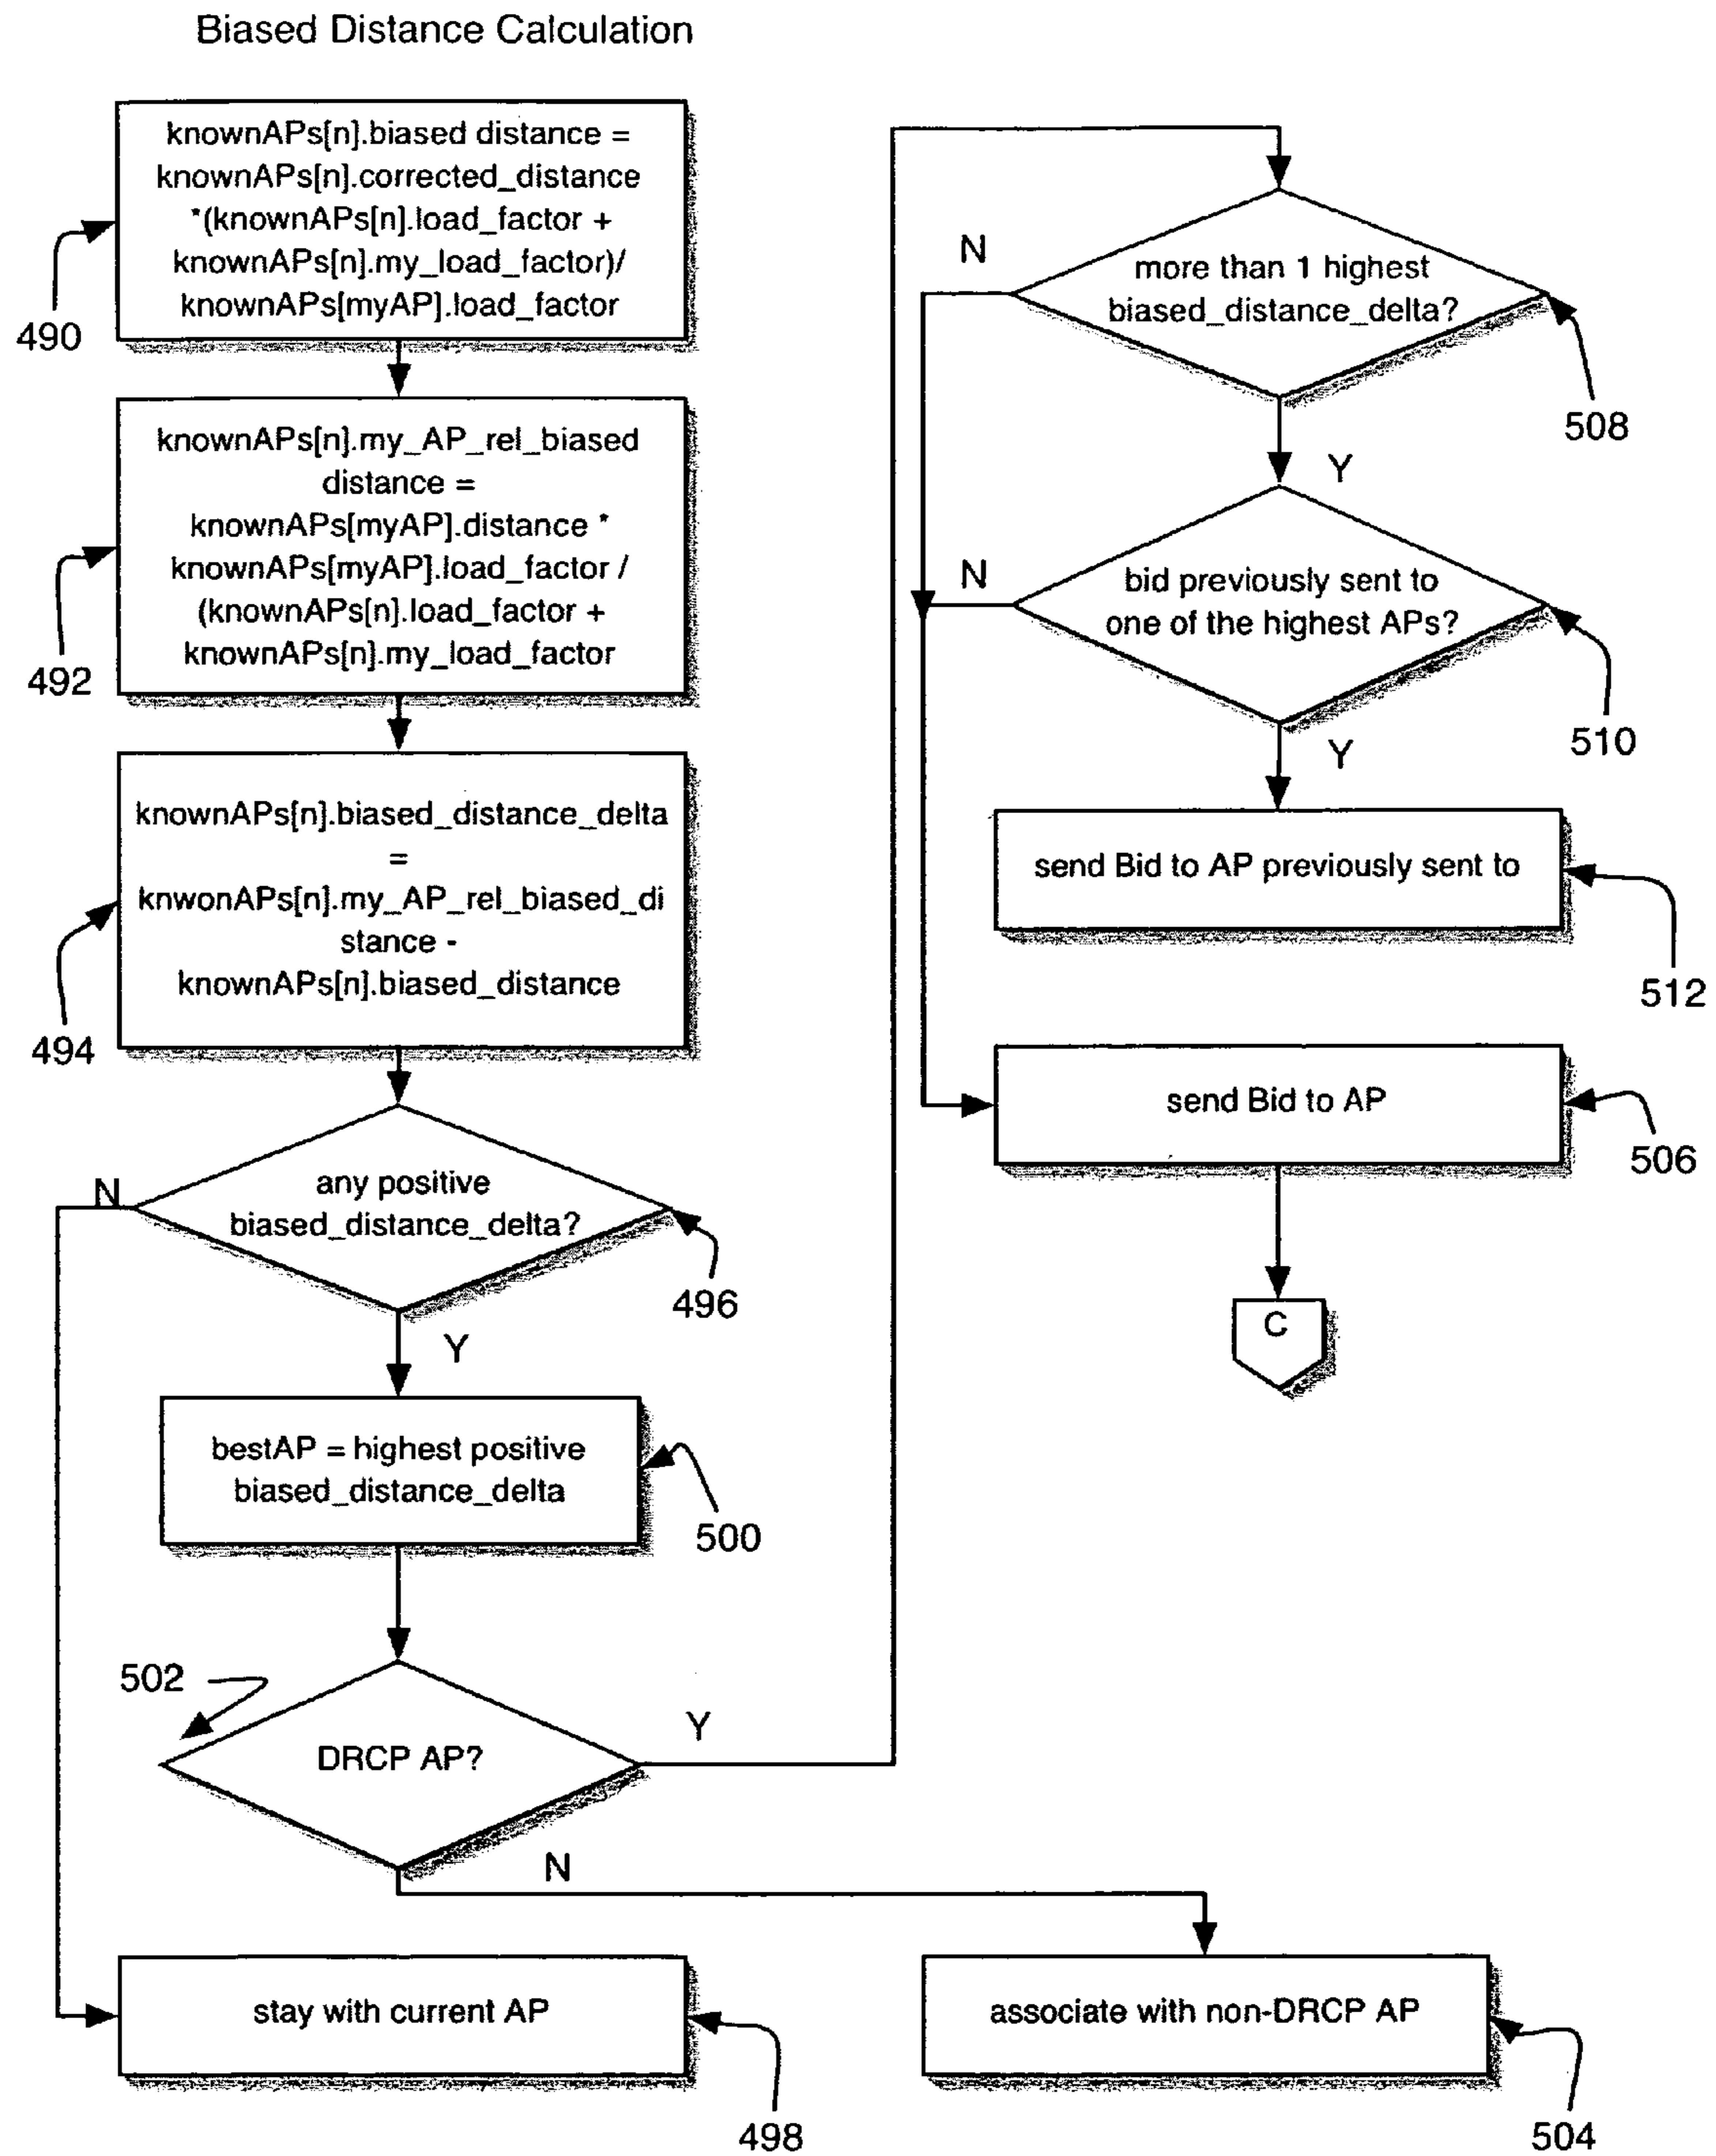 Biased Distance Calculation
knownAPs[n].biased distance =
knownAPs[n].corrected_distance
*(knownAPs[n].load_factor +
knownAPs[n].my_load_factor)/
knownAPs[myAP].load_factor
490
knownAPs[n].my_AP_rel_biased
distance =
knownAPs[myAP].distance *
knownAPs[myAP].load_factor /
(knownAPs[n].load_factor +
knownAPs[n].my_load_factor
492
knownAPs[n].biased_distance_delta
=
knwonAPs[n].my_AP_rel_biased_di
stance -
knownAPs[n].biased_distance
494
any positive
biased_distance_delta?
N
496
Y
bestAP = highest positive
biased_distance_delta
500
502
DRCP AP?
Y
N
stay with current AP
498
associate with non-DRCP AP
504
more than 1 highest
biased_distance_delta?
N
508
Y
bid previously sent to
one of the highest APs?
N
510
Y
send Bid to AP previously sent to
512
send Bid to AP
506
C